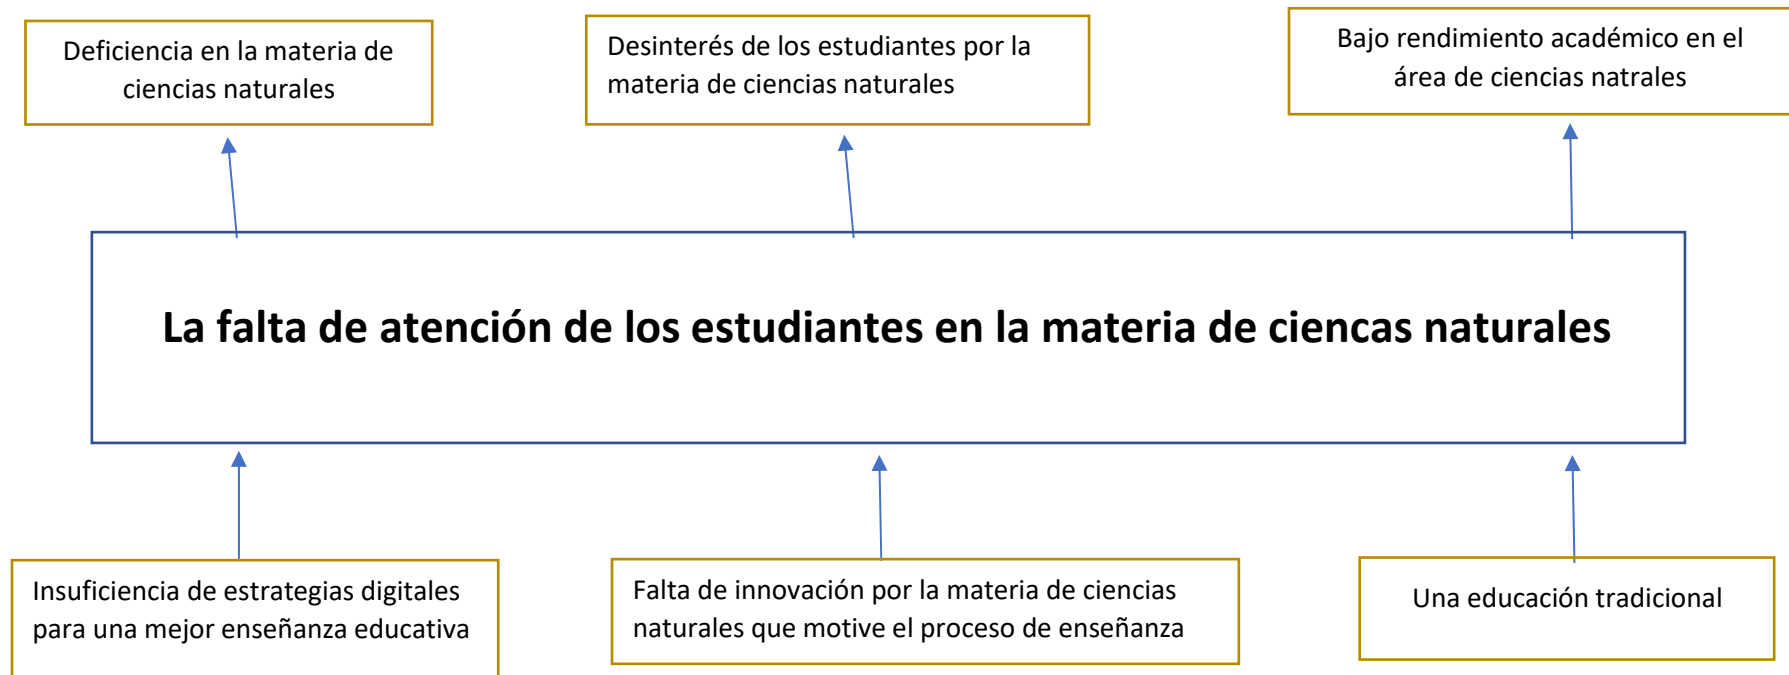 Deficiencia en la materia de
ciencias naturales
Desinterés de los estudiantes por la
materia de ciencias naturales
Bajo rendimiento académico en el
área de ciencias natrales
La falta de atención de los estudiantes en la materia de ciencas naturales
Insuficiencia de estrategias digitales
para una mejor enseñanza educativa
Falta de innovación por la materia de ciencias
naturales que motive el proceso de enseñanza
Una educación tradicional